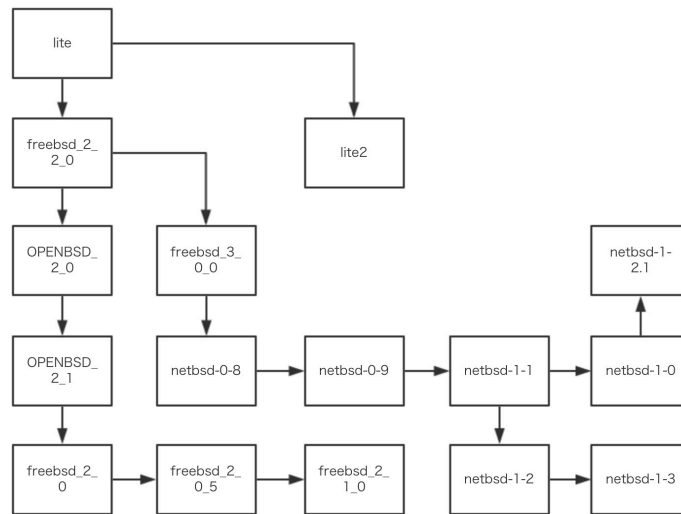 lite
freebsd_2_
2_0
lite2
OPENBSD_
2_0
freebsd_3_
0_0
netbsd-1-
2.1
OPENBSD_
2_1
netbsd-0-8
netbsd-0-9
netbsd-1-1
netbsd-1-0
freebsd_2_
0
freebsd_2_
0_5
freebsd_2_
1_0
netbsd-1-2
netbsd-1-3